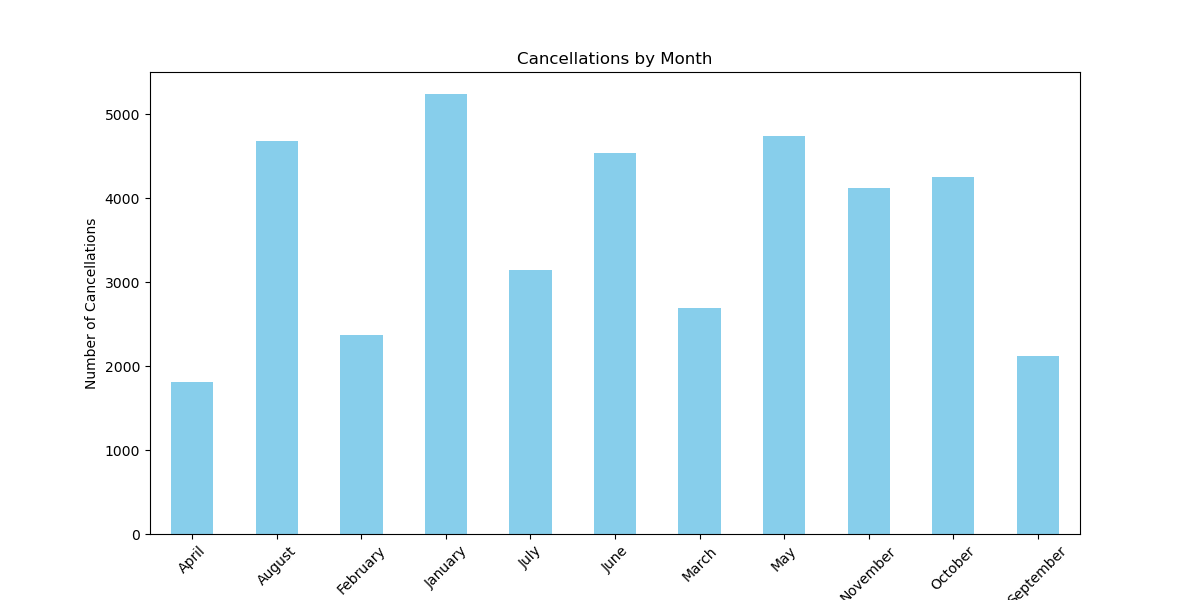 Cancellations by Month
Number of Cancellations
5000
4000
3000
2000
1000
0
April
August
February
January
July
June
March
May
November
October
September